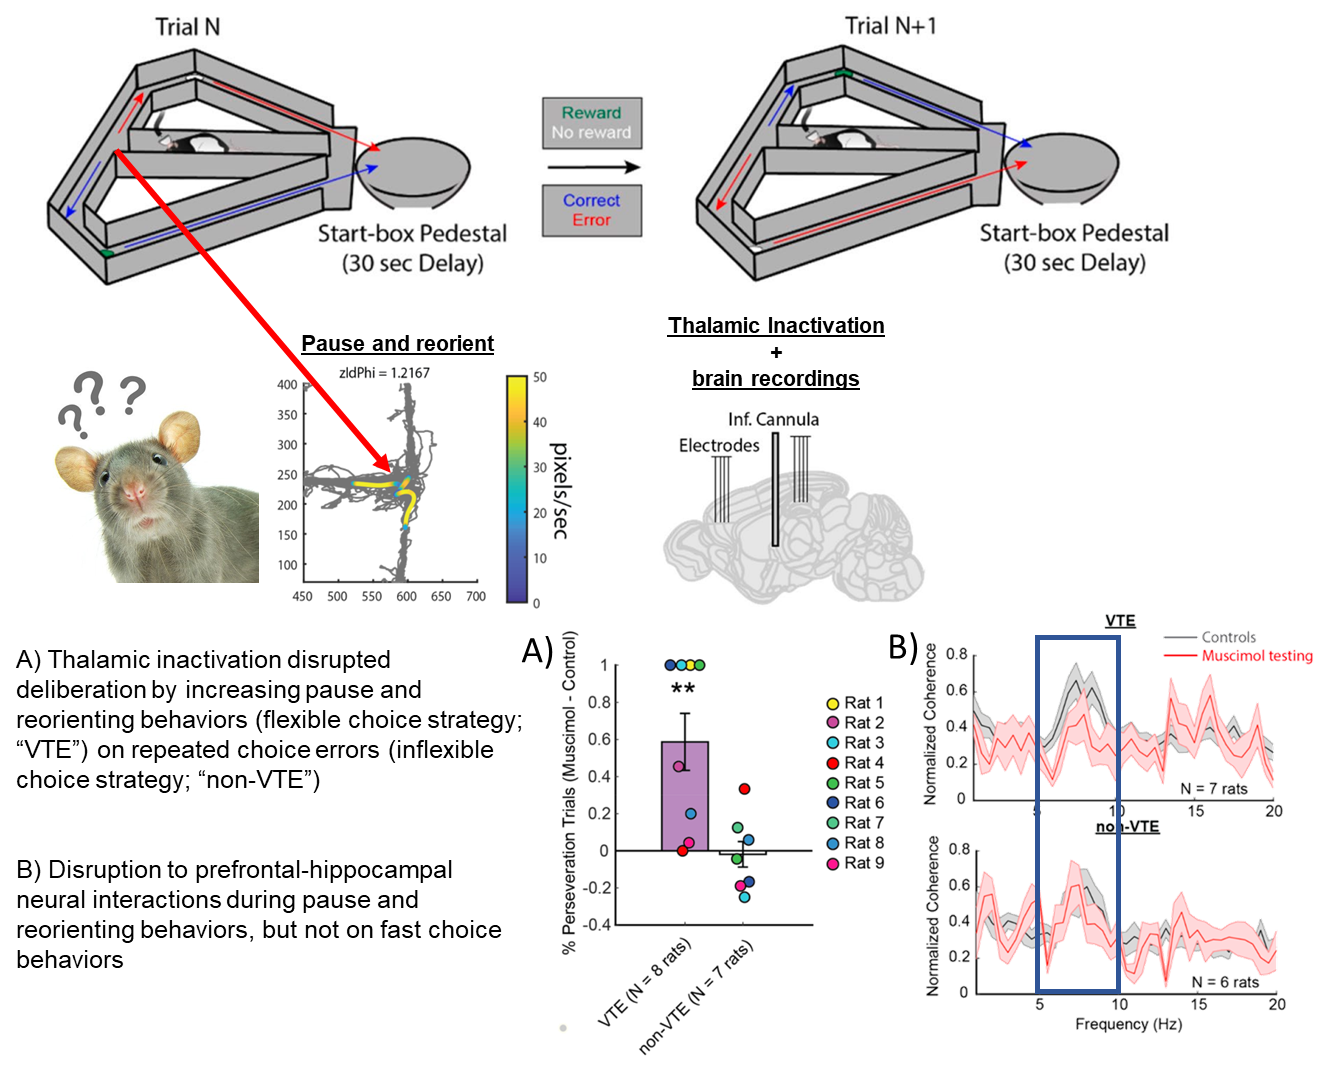 Trial N
Trial N+1
Reward
No reward
Correct
Error
Start-box Pedestal
(30 sec Delay)
Start-box Pedestal
(30 sec Delay)
Pause and reorient
zIdPhi = 1.2167
400
350
300
250
200
150
100
450 500 550 600 650 700
50
40
30
20
10
0
pixels/sec
? ? ?
Thalamic Inactivation
+
brain recordings
Inf. Cannula
Electrodes
A) Thalamic inactivation disrupted
deliberation by increasing pause and
reorienting behaviors (flexible choice strategy;
“VTE”) on repeated choice errors (inflexible
choice strategy; “non-VTE”)
B) Disruption to prefrontal-hippocampal
neural interactions during pause and
reorienting behaviors, but not on fast choice
behaviors
A)
% Perseveration Trials (Muscimol - Control)
1
0.8
0.6
0.4
0.2
0
-0.2
-0.4
**
VTE (N = 8 rats)
non-VTE (N = 7 rats)
Rat 1
Rat 2
Rat 3
Rat 4
Rat 5
Rat 6
Rat 7
Rat 8
Rat 9
B)
VTE
Controls
Muscimol testing
Normalized Coherence
0.8
0.6
0.4
0.2
0
N = 7 rats
5 10 15 20
non-VTE
Normalized Coherence
0.8
0.6
0.4
0.2
0
N = 6 rats
5 10 15 20
Frequency (Hz)